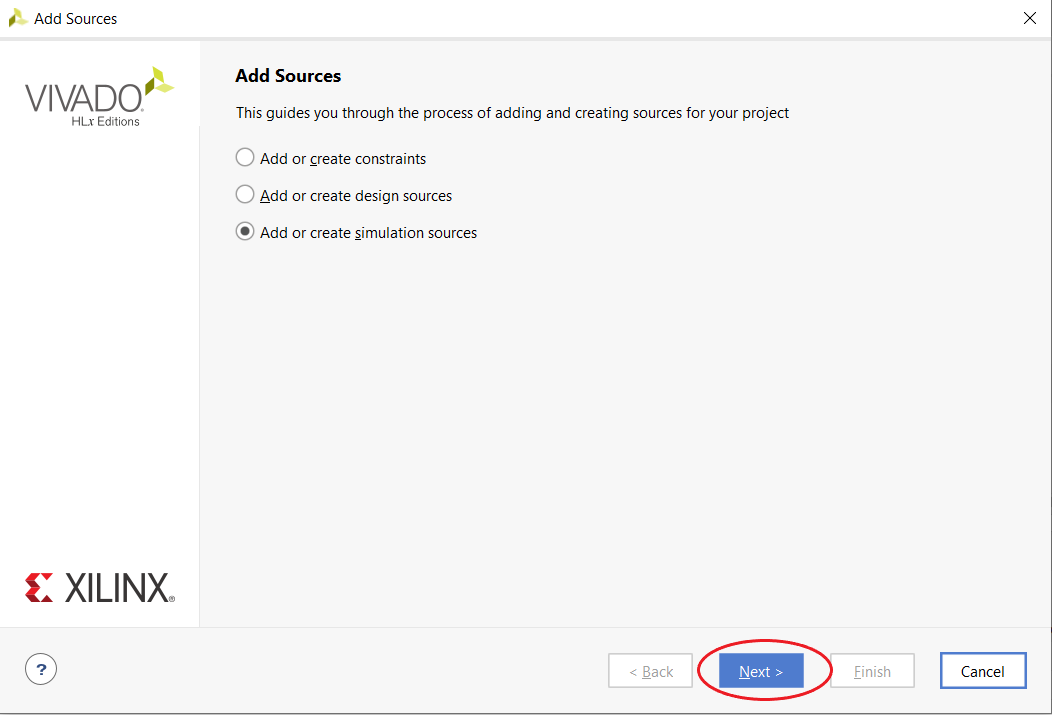 Add Sources
VIVADO®
HLx Editions
Add Sources
This guides you through the process of adding and creating sources for your project
Add or create constraints
Add or create design sources
Add or create simulation sources
XILINX®
?
< Back
Next >
Finish
Cancel